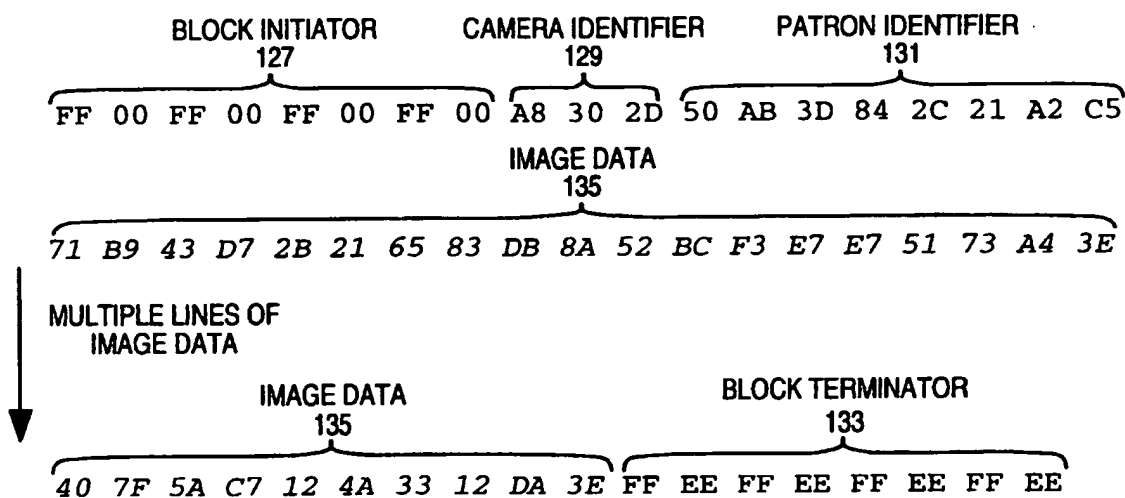 BLOCK INITIATOR CAMERA IDENTIFIER PATRON IDENTIFIER
127 129 131
FF 00 FF 00 FF 00 FF 00 A8 30 2D 50 AB 3D 84 2C 21 A2 C5
IMAGE DATA
135
71 B9 43 D7 2B 21 65 83 DB 8A 52 BC F3 E7 E7 51 73 A4 3E
MULTIPLE LINES OF
IMAGE DATA
IMAGE DATA BLOCK TERMINATOR
135 133
40 7F 5A C7 12 4A 33 12 DA 3E FF EE FF EE FF EE FF EE